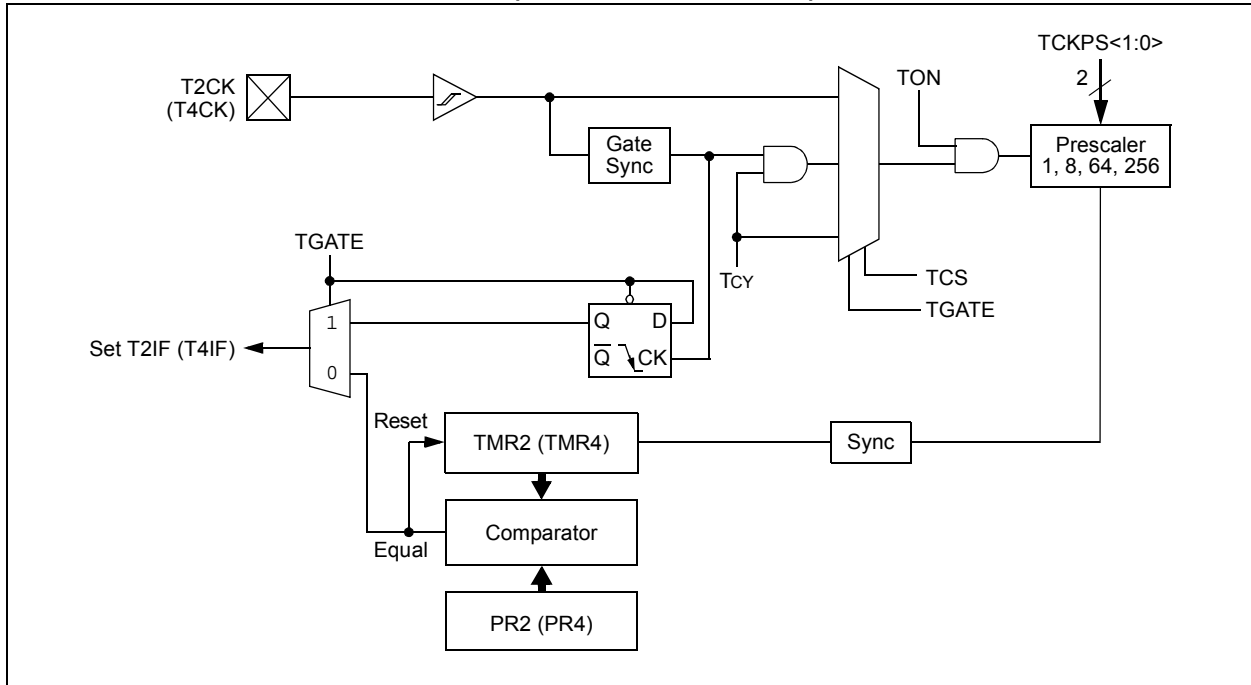 TCKPS<1:0>
2
T2CK
(T4CK)
TON
Gate
Sync
Prescaler
1, 8, 64, 256
TGATE
TCY
TCS
TGATE
1
Q D
Set T2IF (T4IF)
Q CK
0
Reset
TMR2 (TMR4)
Sync
Comparator
Equal
PR2 (PR4)